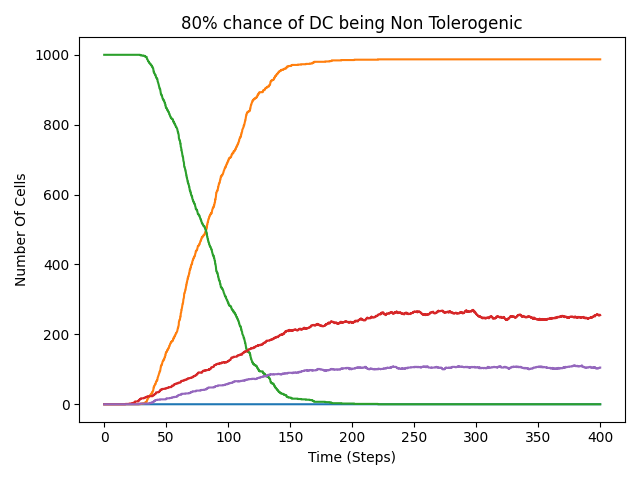 80% chance of DC being Non Tolerogenic
Number Of Cells
1000
800
600
400
200
0
0 50 100 150 200 250 300 350 400
Time (Steps)